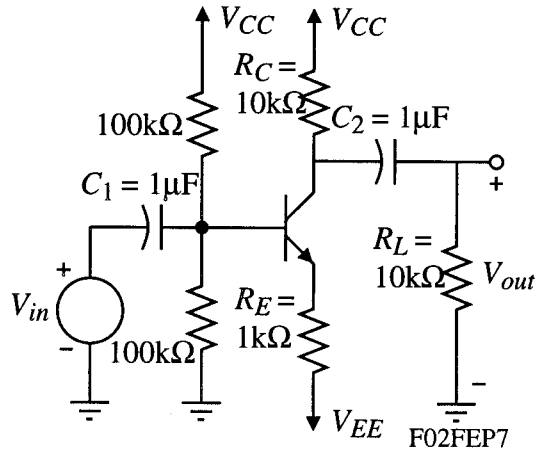 V_CC
V_CC
R_C =
10kΩ
100kΩ
C_2 = 1µF
C_1 = 1µF
+
+
V_in
-
R_L =
10kΩ
V_out
R_E =
1kΩ
100kΩ
-
V_EE
F02FEP7